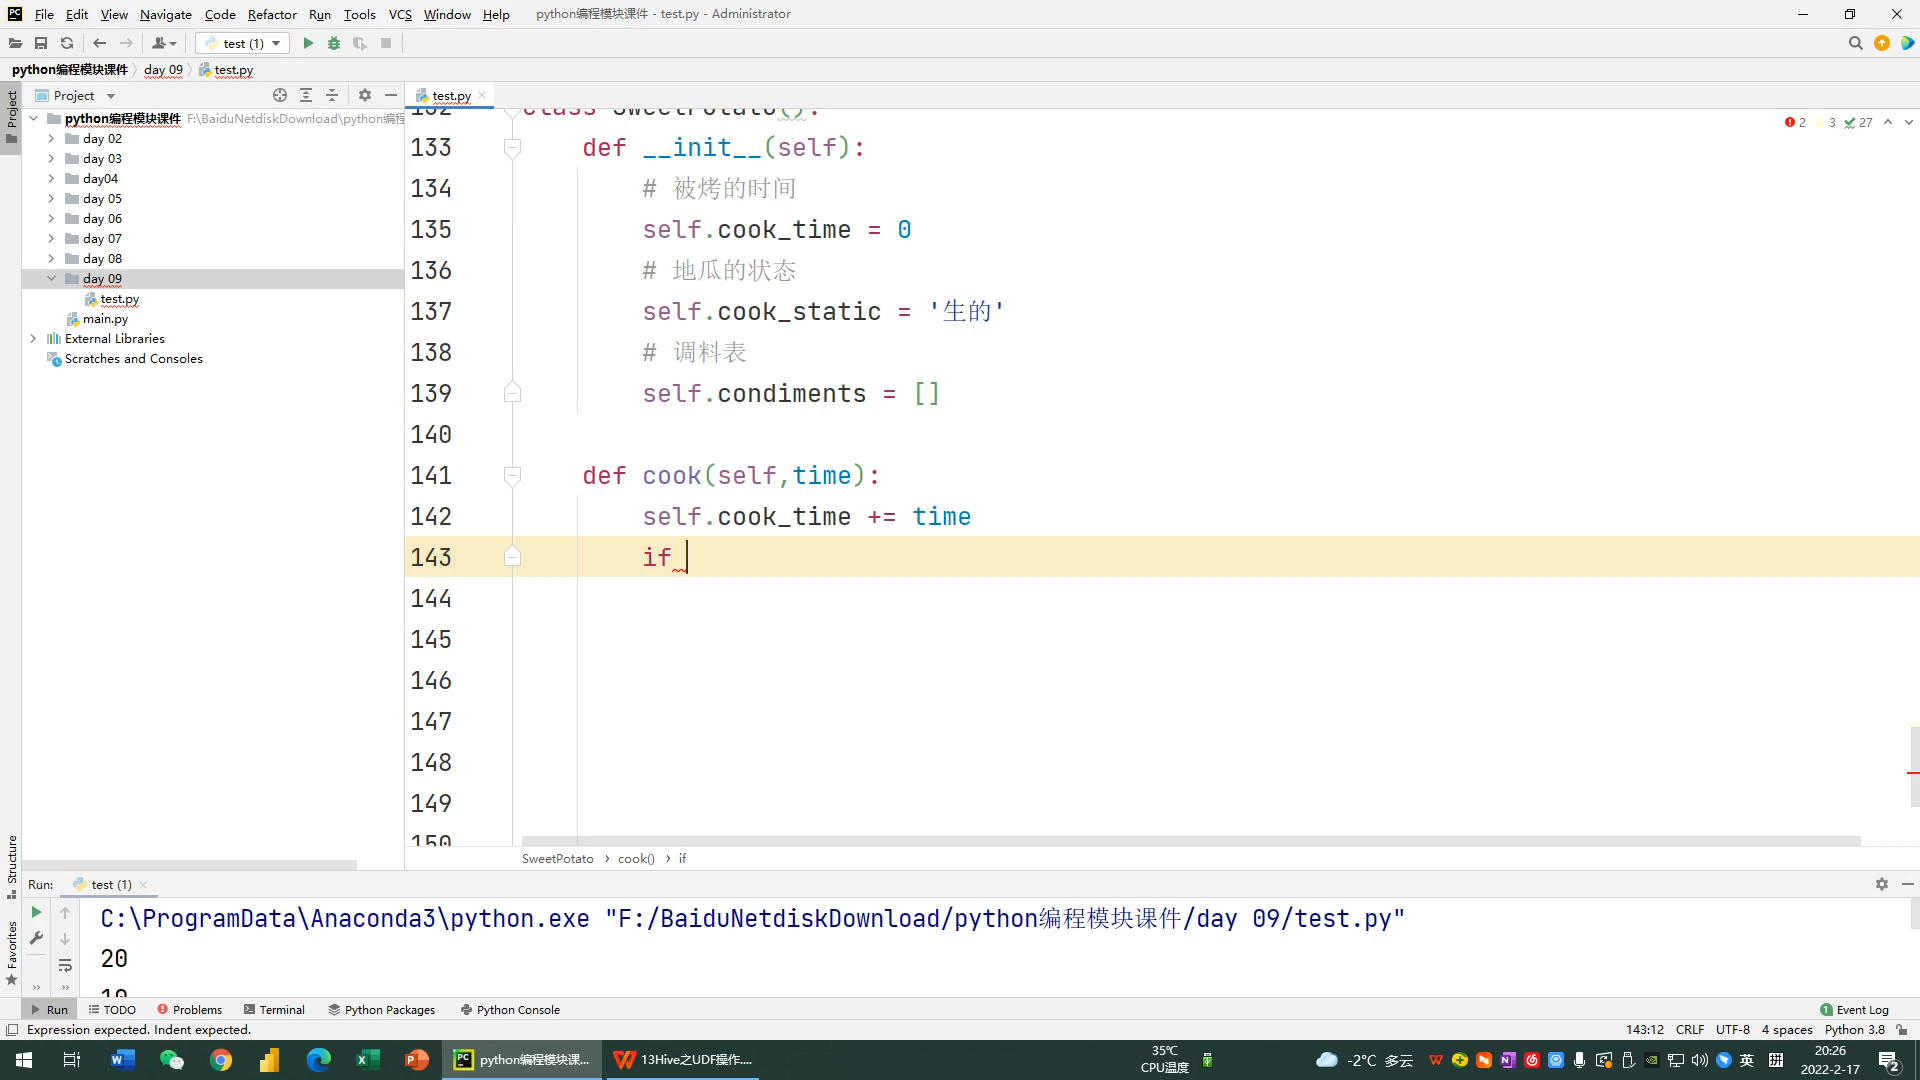 File Edit View Navigate Code Refactor Run Tools VCS Window Help python编程模块课件 - test.py - Administrator
test (1)
python编程模块课件 day 09 test.py
Project
test.py
Project
python编程模块课件 F:\BaiduNetdiskDownload\python编程
day 02
day 03
day04
day 05
day 06
day 07
day 08
day 09
test.py
main.py
External Libraries
Scratches and Consoles
2 3 27
132 class SweetPotato():
133 def __init__(self):
134 # 被烤的时间
135 self.cook_time = 0
136 # 地瓜的状态
137 self.cook_static = '生的'
138 # 调料表
139 self.condiments = []
140
141 def cook(self,time):
142 self.cook_time += time
143 if
144
145
146
147
148
149
150
SweetPotato › cook() › if
Structure
Favorites
Run: test (1)
C:\ProgramData\Anaconda3\python.exe "F:/BaiduNetdiskDownload/python编程模块课件/day 09/test.py"
20
10
Run TODO Problems Terminal Python Packages Python Console 1 Event Log
Expression expected. Indent expected. 143:12 CRLF UTF-8 4 spaces Python 3.8
python编程模块课... 13Hive之UDF操作....
35℃
CPU温度
-2°C 多云
英
拼
20:26
2022-2-17
2